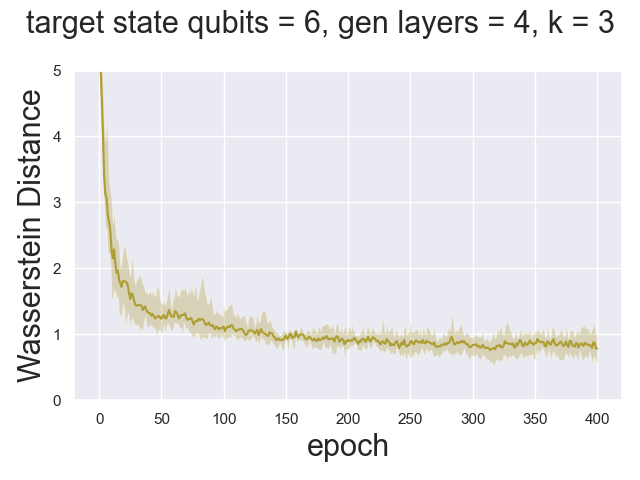 target state qubits = 6, gen layers = 4, k = 3
Wasserstein Distance
5
4
3
2
1
0
0 50 100 150 200 250 300 350 400
epoch